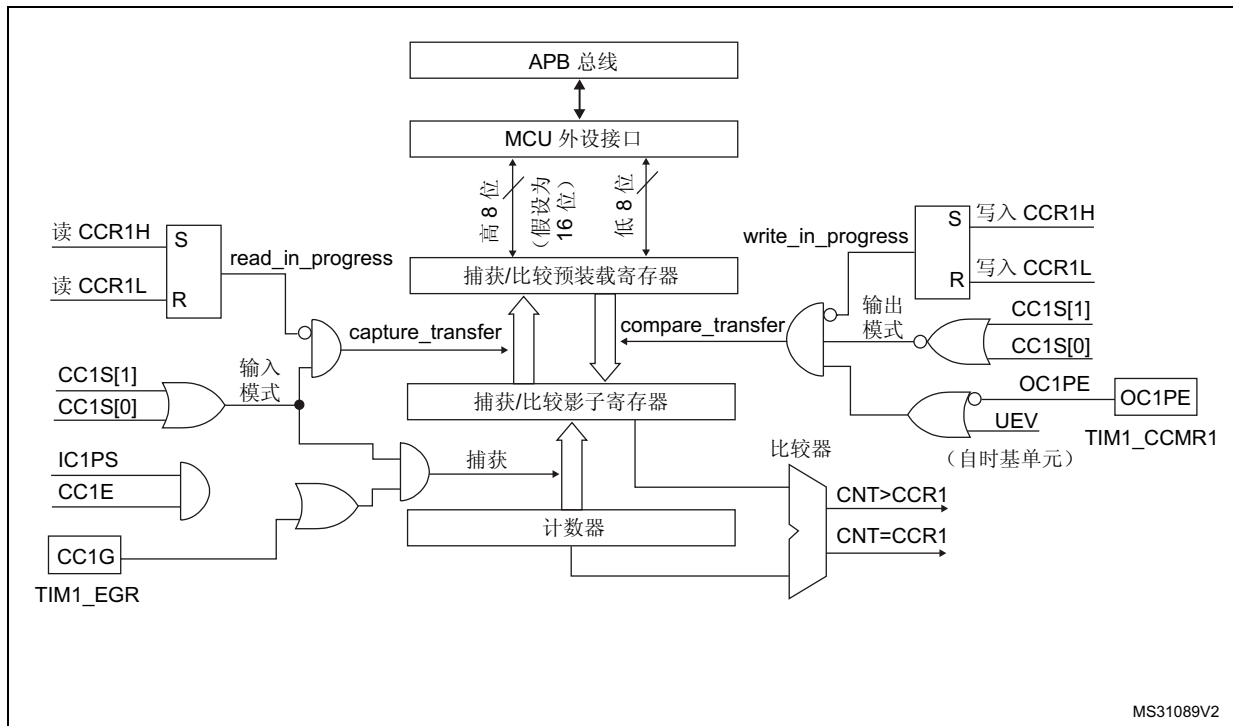 APB 总线
MCU 外设接口
高 8 位
（假设为
16 位）
低 8 位
读 CCR1H
S
读 CCR1L
R
read_in_progress
write_in_progress
S
写入 CCR1H
R
写入 CCR1L
捕获/比较预装载寄存器
capture_transfer
compare_transfer
输出
模式
CC1S[1]
CC1S[0]
CC1S[1]
CC1S[0]
输入
模式
捕获/比较影子寄存器
OC1PE
OC1PE
UEV
TIM1_CCMR1
（自时基单元）
IC1PS
CC1E
捕获
比较器
CNT>CCR1
计数器
CNT=CCR1
CC1G
TIM1_EGR
MS31089V2